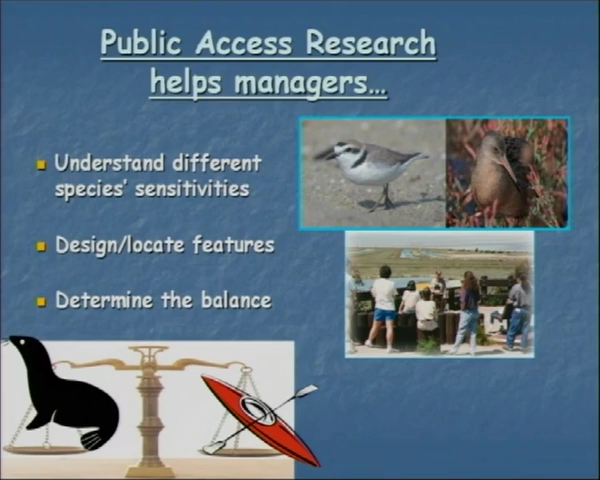 Public Access Research
helps managers...
Understand different
species' sensitivities
Design/locate features
Determine the balance